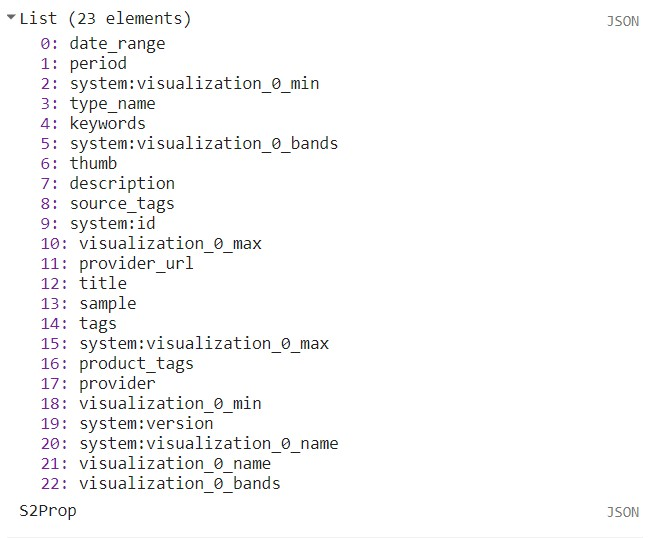 List (23 elements) JSON
0: date_range
1: period
2: system:visualization_0_min
3: type_name
4: keywords
5: system:visualization_0_bands
6: thumb
7: description
8: source_tags
9: system:id
10: visualization_0_max
11: provider_url
12: title
13: sample
14: tags
15: system:visualization_0_max
16: product_tags
17: provider
18: visualization_0_min
19: system:version
20: system:visualization_0_name
21: visualization_0_name
22: visualization_0_bands
S2Prop JSON